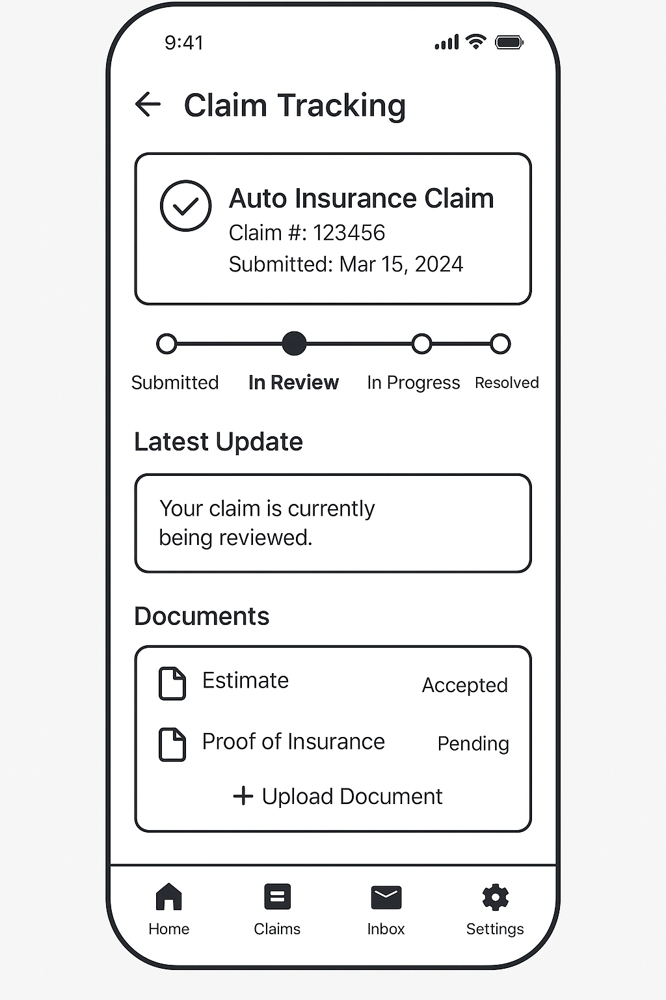 9:41
Claim Tracking
Auto Insurance Claim
Claim #: 123456
Submitted: Mar 15, 2024
Submitted In Review In Progress Resolved
Latest Update
Your claim is currently
being reviewed.
Documents
Estimate Accepted
Proof of Insurance Pending
+ Upload Document
Home Claims Inbox Settings